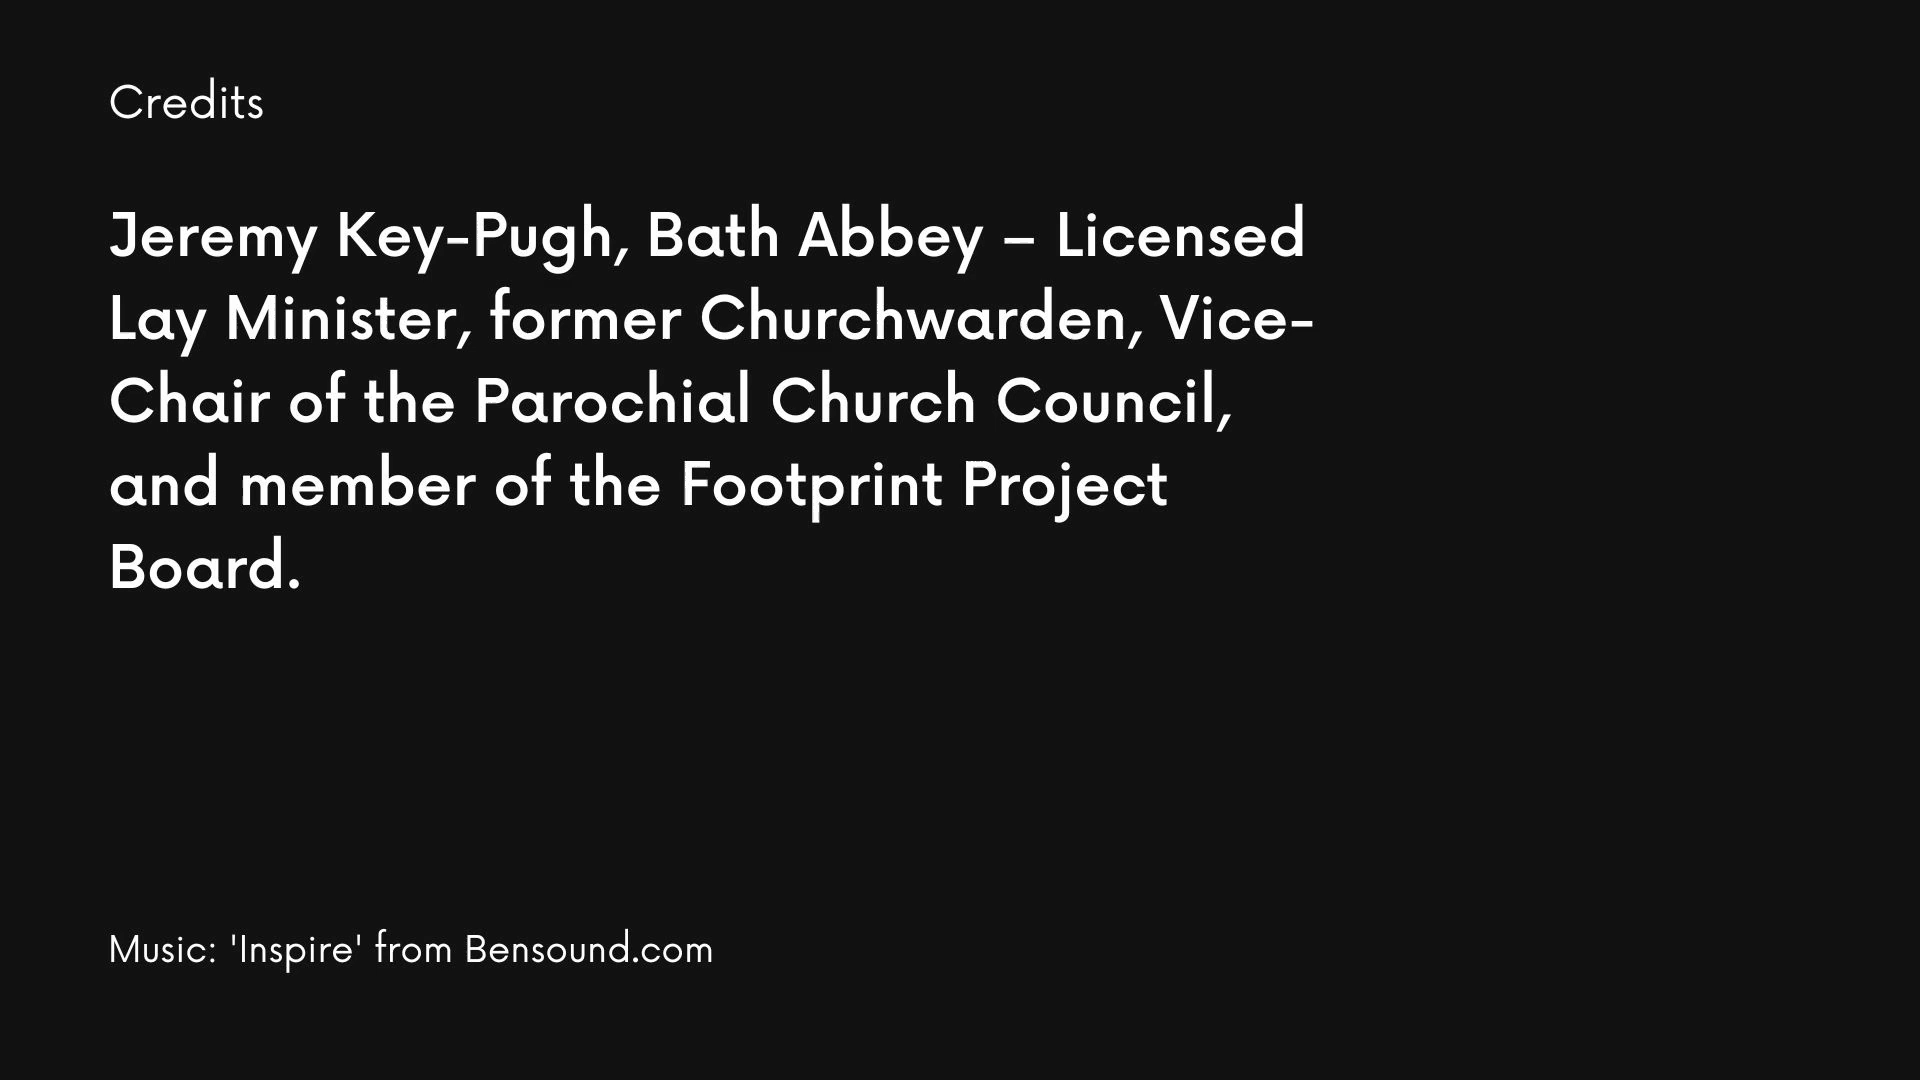 Credits
Jeremy Key-Pugh, Bath Abbey – Licensed
Lay Minister, former Churchwarden, Vice-
Chair of the Parochial Church Council,
and member of the Footprint Project
Board.
Music: 'Inspire' from Bensound.com